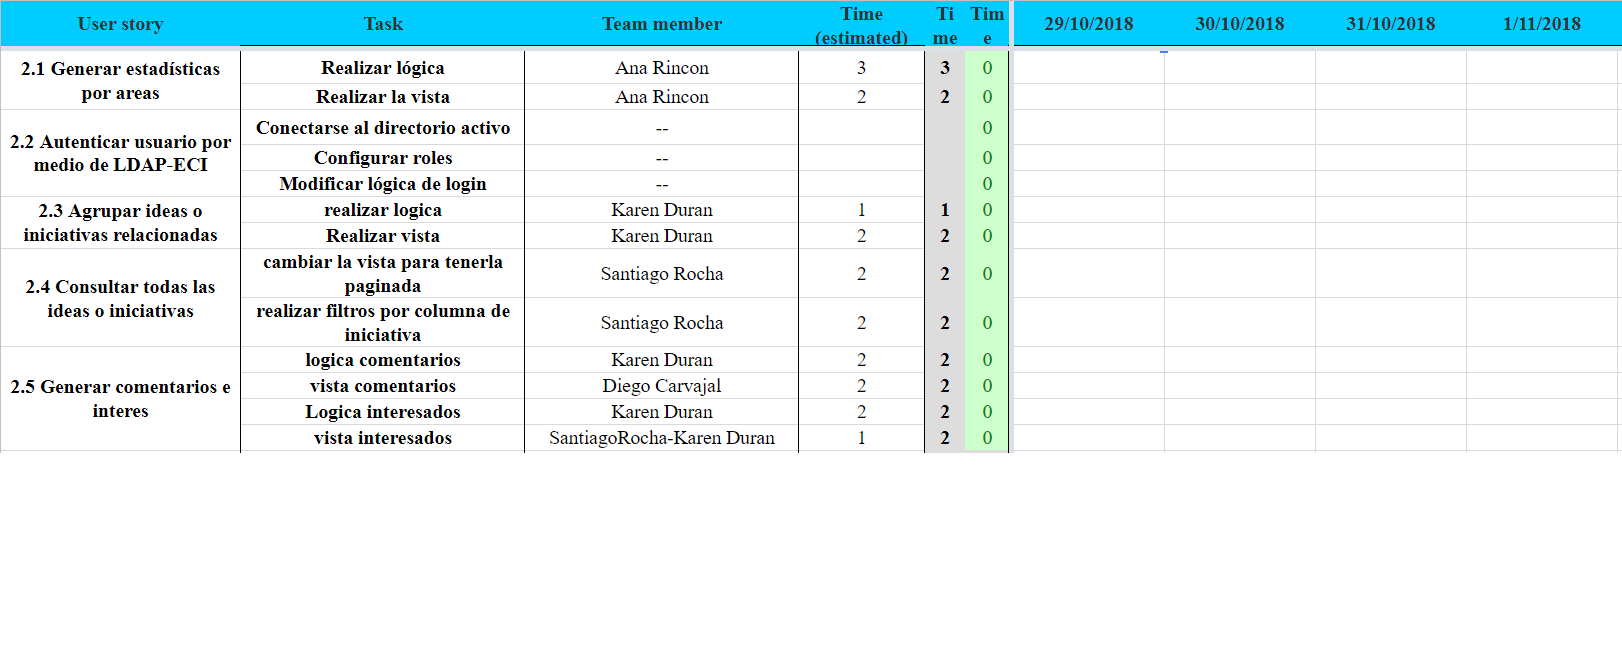 User story Task Team member Time (estimated) Ti me Tim e 29/10/2018 30/10/2018 31/10/2018 1/11/2018
2.1 Generar estadísticas por areas Realizar lógica Ana Rincon 3 3 0
Realizar la vista Ana Rincon 2 2 0
2.2 Autenticar usuario por medio de LDAP-ECI Conectarse al directorio activo -- 0
Configurar roles -- 0
Modificar lógica de login -- 0
2.3 Agrupar ideas o iniciativas relacionadas realizar logica Karen Duran 1 1 0
Realizar vista Karen Duran 2 2 0
2.4 Consultar todas las ideas o iniciativas cambiar la vista para tenerla paginada Santiago Rocha 2 2 0
realizar filtros por columna de iniciativa Santiago Rocha 2 2 0
2.5 Generar comentarios e interes logica comentarios Karen Duran 2 2 0
vista comentarios Diego Carvajal 2 2 0
Logica interesados Karen Duran 2 2 0
vista interesados SantiagoRocha-Karen Duran 1 2 0